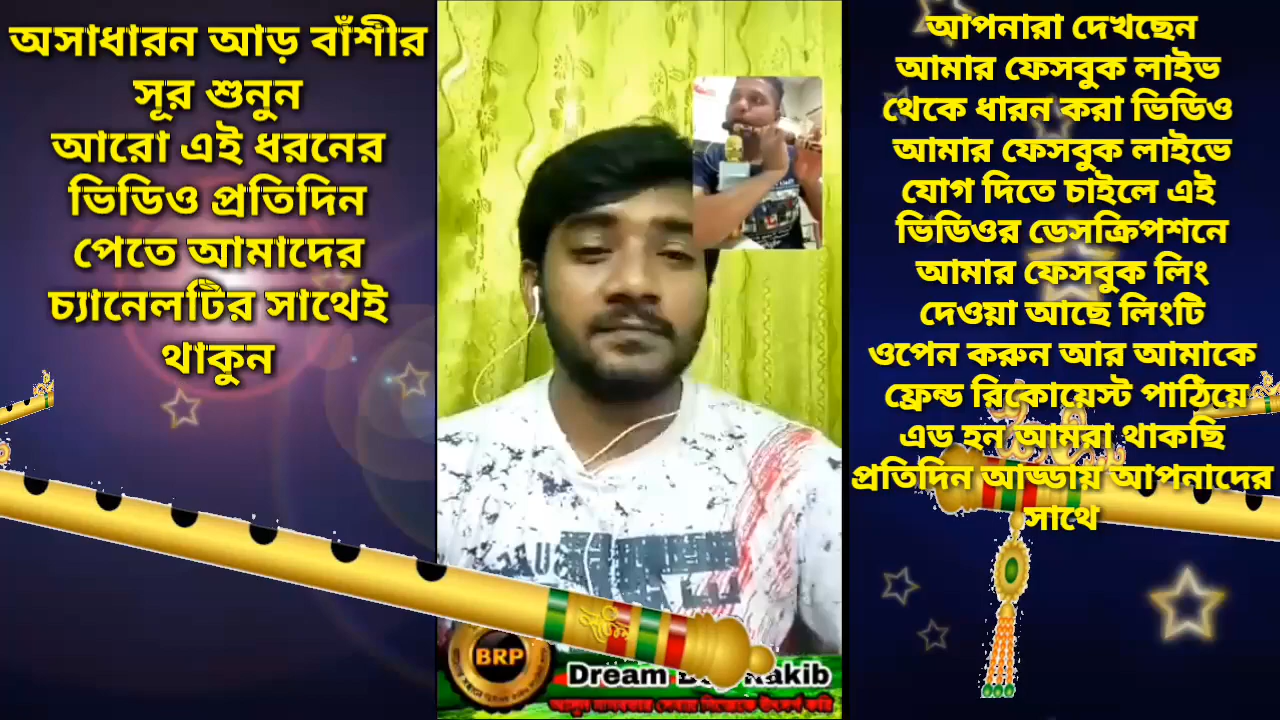 অসাধারন আড় বাঁশীর
সূর শুনুন
আরো এই ধরনের
ভিডিও প্রতিদিন
পেতে আমাদের
চ্যানেলটির সাথেই
থাকুন
আপনারা দেখছেন
আমার ফেসবুক লাইভ
থেকে ধারন করা ভিডিও
আমার ফেসবুক লাইভে
যোগ দিতে চাইলে এই
ভিডিওর ডেসক্রিপশনে
আমার ফেসবুক লিং
দেওয়া আছে লিংটি
ওপেন করুন আর আমাকে
ফ্রেন্ড রিকোয়েস্ট পাঠিয়ে
এড হন আমরা থাকছি
প্রতিদিন আড্ডায় আপনাদের
সাথে
BRP
Dream